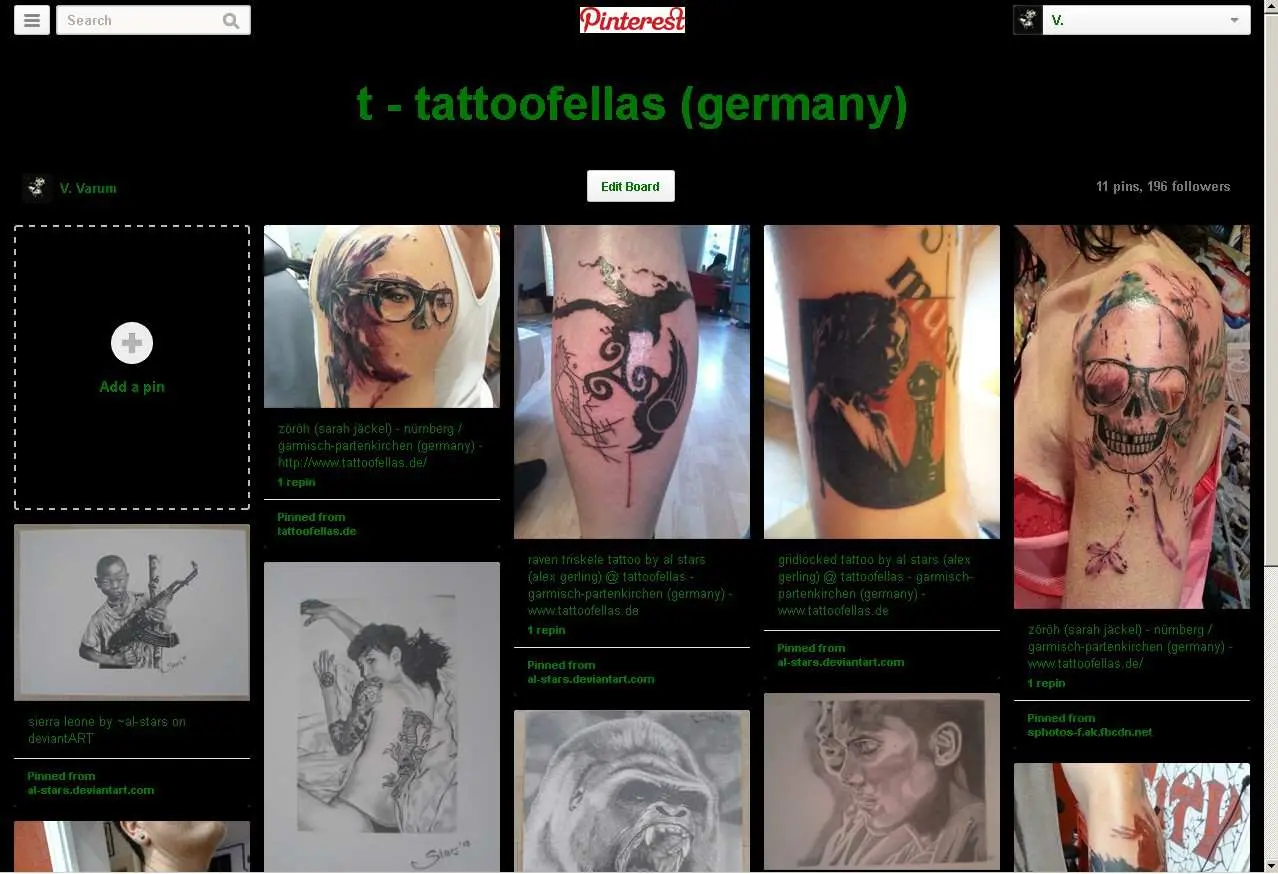 Search
Pinterest
V.
t - tattoofellas (germany)
V. Varum
Edit Board
11 pins, 196 followers
Add a pin
sierra leone by ~al-stars on
deviantART
Pinned from
al-stars.deviantart.com
zöröh (sarah jäckel) - nürnberg /
garmisch-partenkirchen (germany) -
http://www.tattoofellas.de/
1 repin
Pinned from
tattoofellas.de
raven triskele tattoo by al stars
(alex gerling) @ tattoofellas -
garmisch-partenkirchen (germany) -
www.tattoofellas.de
1 repin
Pinned from
al-stars.deviantart.com
gridlocked tattoo by al stars (alex
gerling) @ tattoofellas - garmisch-
partenkirchen (germany) -
www.tattoofellas.de
Pinned from
al-stars.deviantart.com
zöröh (sarah jäckel) - nürnberg /
garmisch-partenkirchen (germany) -
www.tattoofellas.de/
1 repin
Pinned from
sphotos-f.ak.fbcdn.net